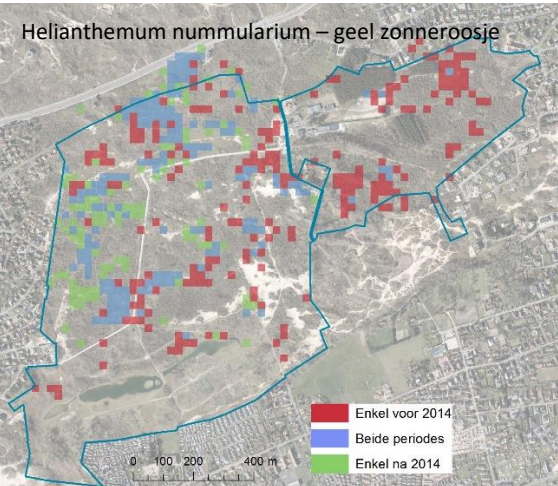 Helianthemum nummularium – geel zonneroosje
Enkel voor 2014
Beide periodes
Enkel na 2014
0 100 200 400 m